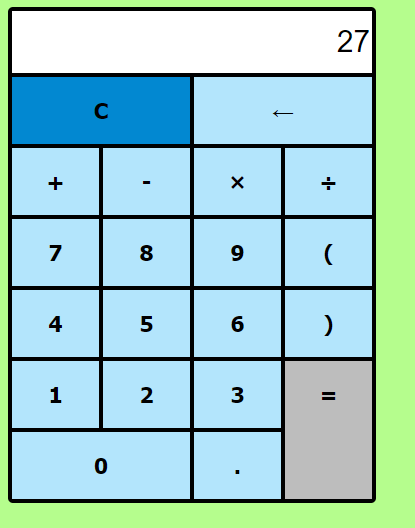 27
C ←
+ - × ÷
7 8 9 (
4 5 6 )
1 2 3 =
0 .